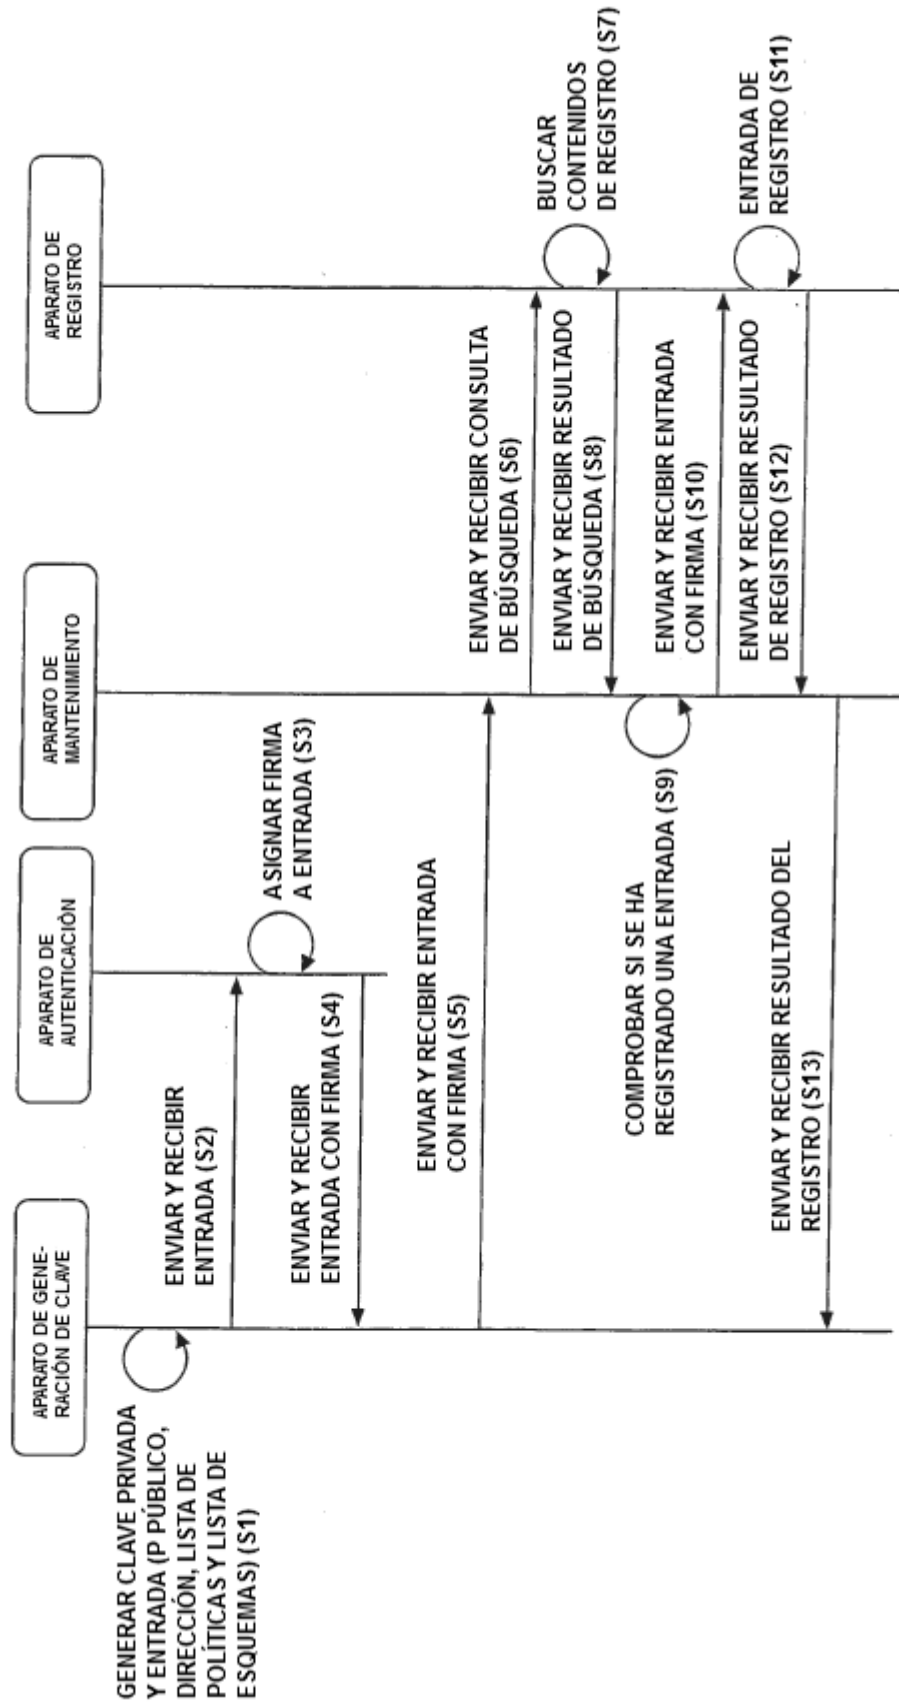 APARATO DE GENE-
RACIÓN DE CLAVE
APARATO DE
AUTENTICACIÓN
APARATO DE
MANTENIMIENTO
APARATO DE
REGISTRO
GENERAR CLAVE PRIVADA
Y ENTRADA (P PÚBLICO,
DIRECCIÓN, LISTA DE
POLÍTICAS Y LISTA DE
ESQUEMAS) (S1)
ENVIAR Y RECIBIR
ENTRADA (S2)
ASIGNAR FIRMA
A ENTRADA (S3)
ENVIAR Y RECIBIR
ENTRADA CON FIRMA (S4)
ENVIAR Y RECIBIR ENTRADA
CON FIRMA (S5)
ENVIAR Y RECIBIR CONSULTA
DE BÚSQUEDA (S6)
BUSCAR
CONTENIDOS
DE REGISTRO (S7)
ENVIAR Y RECIBIR RESULTADO
DE BÚSQUEDA (S8)
COMPROBAR SI SE HA
REGISTRADO UNA ENTRADA (S9)
ENVIAR Y RECIBIR ENTRADA
CON FIRMA (S10)
ENTRADA DE
REGISTRO (S11)
ENVIAR Y RECIBIR RESULTADO
DE REGISTRO (S12)
ENVIAR Y RECIBIR RESULTADO DEL
REGISTRO (S13)